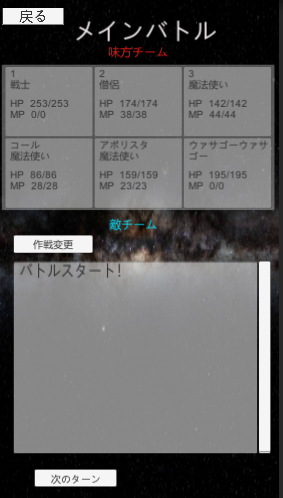 戻る
メインバトル
味方チーム
1
戦士
HP 253/253
MP 0/0
2
僧侶
HP 174/174
MP 38/38
3
魔法使い
HP 142/142
MP 44/44
コール
魔法使い
HP 86/86
MP 28/28
アポリスタ
魔法使い
HP 159/159
MP 23/23
ウァサゴーウァサ
ゴー
HP 195/195
MP 0/0
敵チーム
作戦変更
バトルスタート!
次のターン